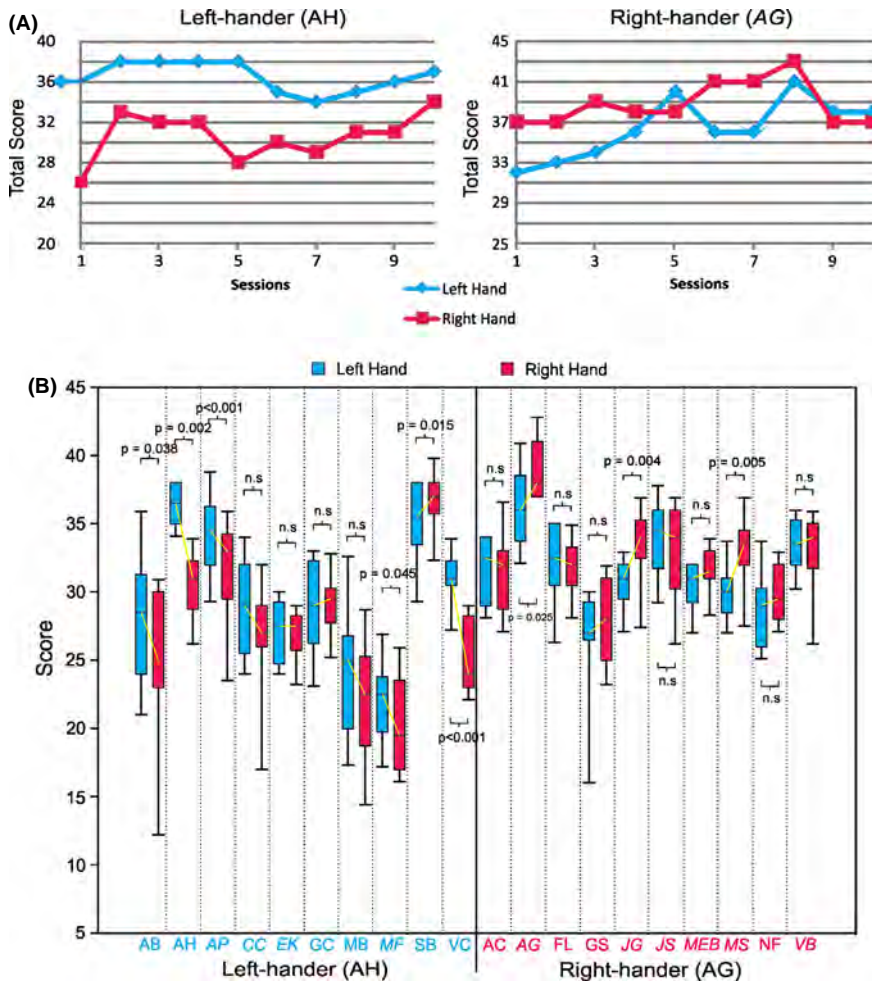 (A)
Left-hander (AH)
Right-hander (AG)
Total Score
40
36
32
28
24
20
1 3 5 7 9
Sessions
Total Score
45
41
37
33
29
25
1 3 5 7 9
Sessions
Left Hand
Right Hand
(B)
Left Hand Right Hand
Score
45
40
35
30
25
20
15
10
5
p = 0.038
p = 0.002
p<0.001
n.s
n.s
n.s
n.s
p = 0.045
p = 0.015
p<0.001
n.s
p = 0.025
n.s
n.s
p = 0.004
n.s
n.s
p = 0.005
n.s
n.s
AB AH AP CC EK GC MB MF SB VC AC AG FL GS JG JS MEB MS NF VB
Left-hander (AH) Right-hander (AG)